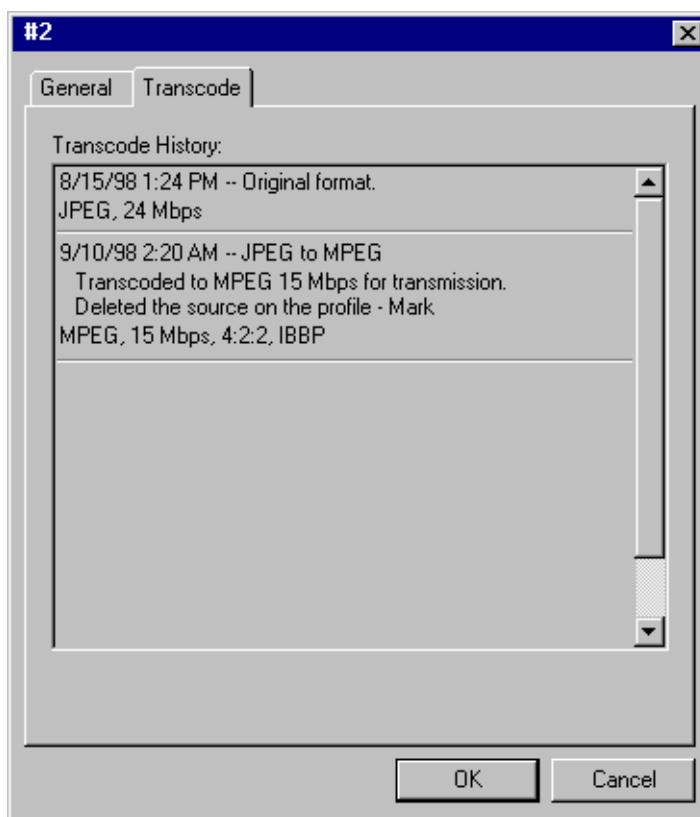 #2
General
Transcode
Transcode History:
8/15/98 1:24 PM -- Original format.
JPEG, 24 Mbps
9/10/98 2:20 AM -- JPEG to MPEG
Transcoded to MPEG 15 Mbps for transmission.
Deleted the source on the profile - Mark
MPEG, 15 Mbps, 4:2:2, IBBP
OK
Cancel